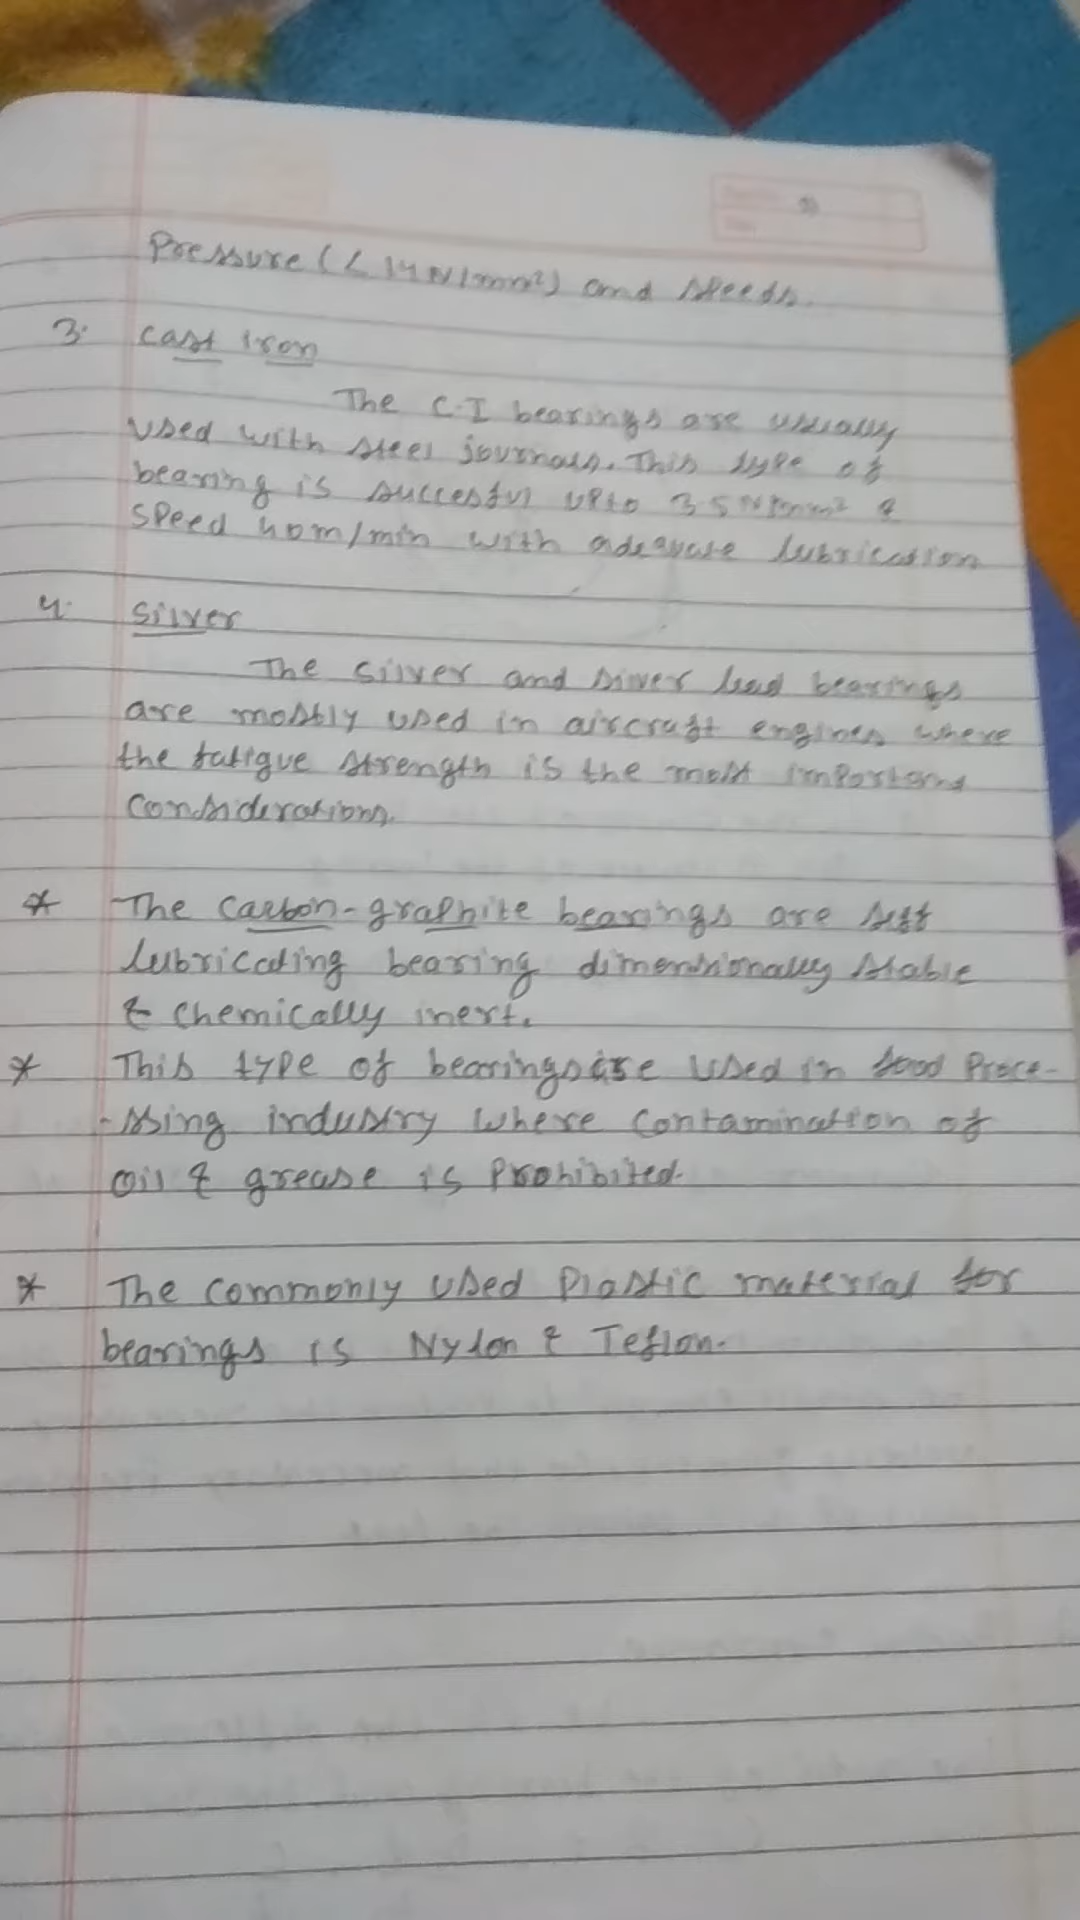 Pressure (< 14 N/mm²) and speeds.
3. Cast iron
The C.I bearings are usually
used with steel journals. This type of
bearing is succesful upto 3.5 N/mm² &
speed 40m/min with adequate lubrication
4. Silver
The silver and silver lead bearings
are mostly used in aircraft engines where
the fatigue strength is the most important
considerations.
* The Carbon-graphite bearings are self
lubricating bearing dimensionally stable
& chemically inert.
* This type of bearings are used in food Proce-
-ssing industry where contamination of
oil & grease is Prohibited.
* The commonly used Plastic material for
bearings is Nylon & Teflon.